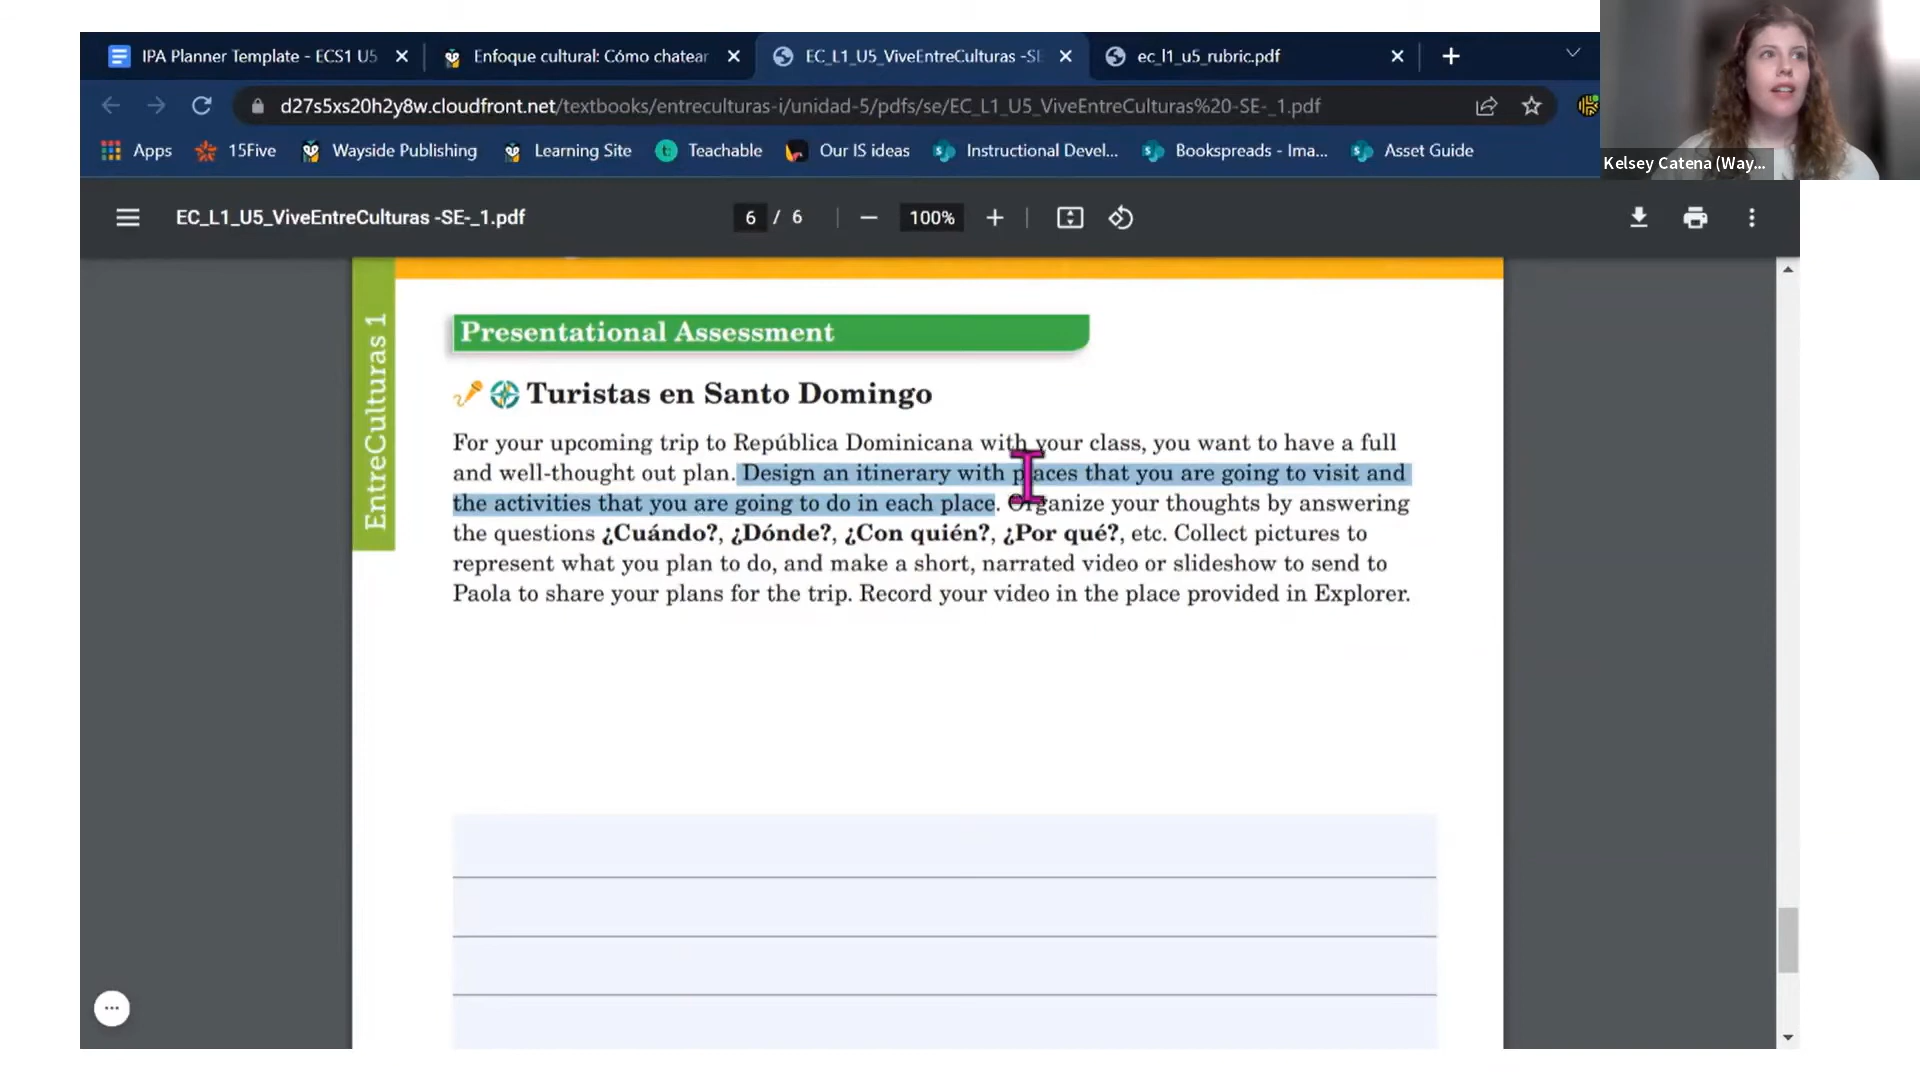 IPA Planner Template - ECS1 U5
Enfoque cultural: Cómo chatear
EC_L1_U5_ViveEntreCulturas -SE
ec_l1_u5_rubric.pdf
d27s5xs20h2y8w.cloudfront.net/textbooks/entreculturas-i/unidad-5/pdfs/se/EC_L1_U5_ViveEntreCulturas%20-SE-_1.pdf
Apps 15Five Wayside Publishing Learning Site Teachable Our IS ideas Instructional Devel... Bookspreads - Ima... Asset Guide
Kelsey Catena (Way...
EC_L1_U5_ViveEntreCulturas -SE-_1.pdf
6 / 6
100%
EntreCulturas 1
Presentational Assessment
Turistas en Santo Domingo
For your upcoming trip to República Dominicana with your class, you want to have a full
and well-thought out plan. Design an itinerary with places that you are going to visit and
the activities that you are going to do in each place. Organize your thoughts by answering
the questions ¿Cuándo?, ¿Dónde?, ¿Con quién?, ¿Por qué?, etc. Collect pictures to
represent what you plan to do, and make a short, narrated video or slideshow to send to
Paola to share your plans for the trip. Record your video in the place provided in Explorer.